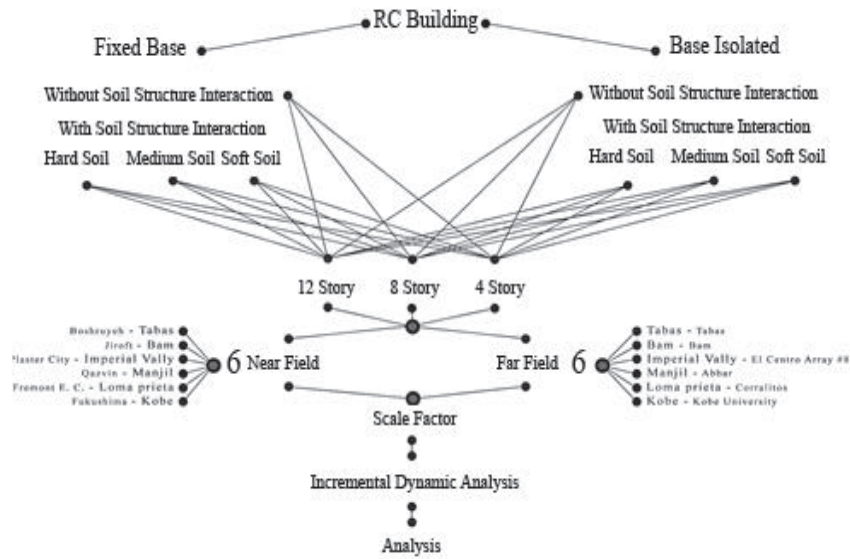 RC Building
Fixed Base
Base Isolated
Without Soil Structure Interaction
Without Soil Structure Interaction
With Soil Structure Interaction
With Soil Structure Interaction
Hard Soil Medium Soil Soft Soil
Hard Soil Medium Soil Soft Soil
12 Story 8 Story 4 Story
Boshruyeh - Tabas
Jiroft - Bam
Plaster City - Imperial Vally
Qazvin - Manjil
Fremont E. C. - Loma prieta
Fukushima - Kobe
6 Near Field
Far Field 6
Tabas - Tabas
Bam - Bam
Imperial Vally - El Centro Array #8
Manjil - Abbar
Loma prieta - Corralitos
Kobe - Kobe University
Scale Factor
Incremental Dynamic Analysis
Analysis